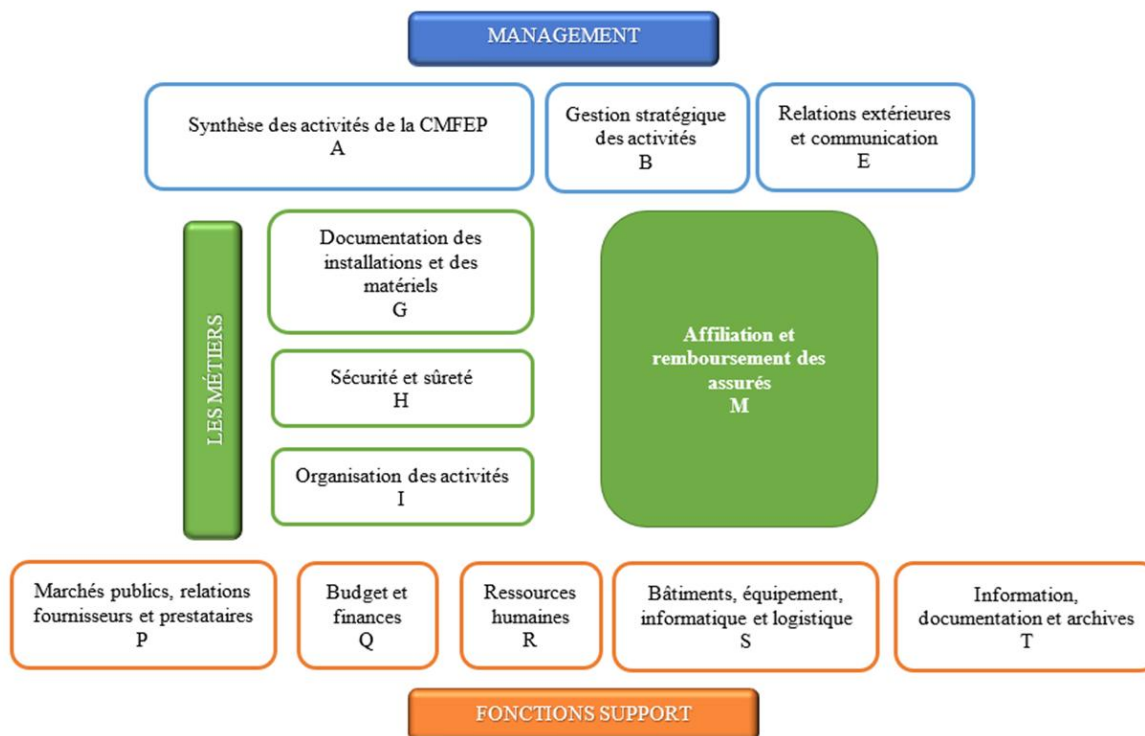 MANAGEMENT
Synthèse des activités de la CMFEP
A
Gestion stratégique
des activités
B
Relations extérieures
et communication
E
LES MÉTIERS
Documentation des
installations et des
matériels
G
Sécurité et sûreté
H
Organisation des activités
I
Affiliation et
remboursement des
assurés
M
Marchés publics, relations
fournisseurs et prestataires
P
Budget et
finances
Q
Ressources
humaines
R
Bâtiments, équipement,
informatique et logistique
S
Information,
documentation et archives
T
FONCTIONS SUPPORT